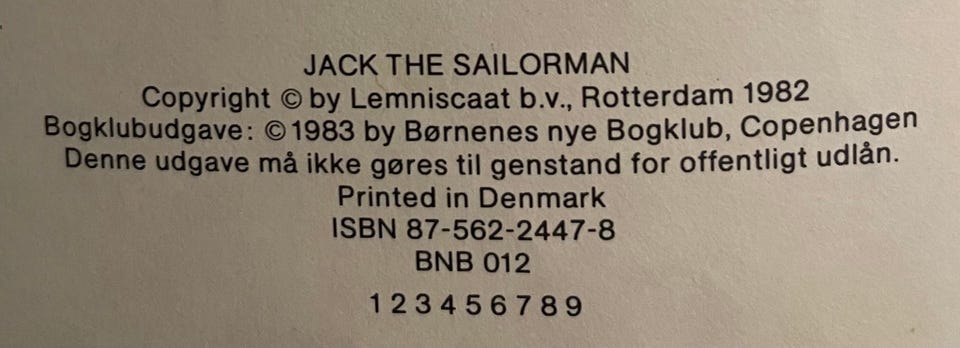 JACK THE SAILORMAN
Copyright © by Lemniscaat b.v., Rotterdam 1982
Bogklubudgave: © 1983 by Børnenes nye Bogklub, Copenhagen
Denne udgave må ikke gøres til genstand for offentligt udlån.
Printed in Denmark
ISBN 87-562-2447-8
BNB 012
1 2 3 4 5 6 7 8 9